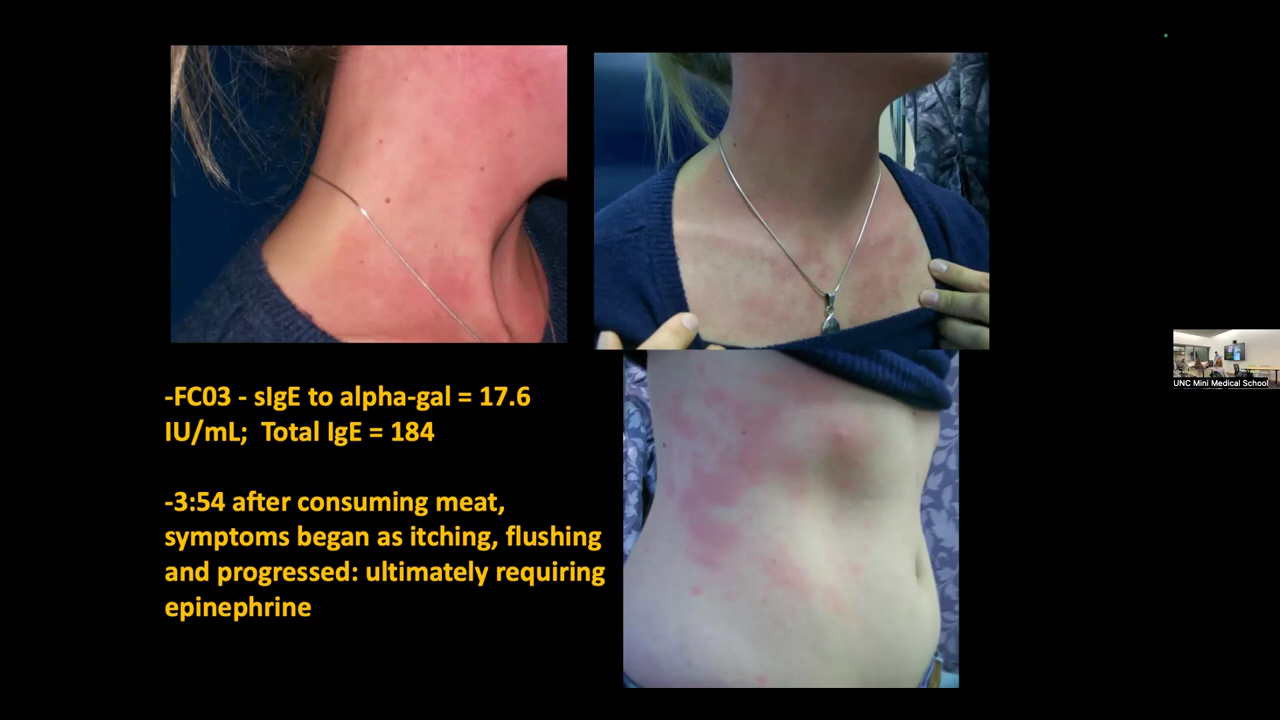 -FC03 - sIgE to alpha-gal = 17.6
IU/mL; Total IgE = 184
-3:54 after consuming meat,
symptoms began as itching, flushing
and progressed: ultimately requiring
epinephrine
UNC Mini Medical School